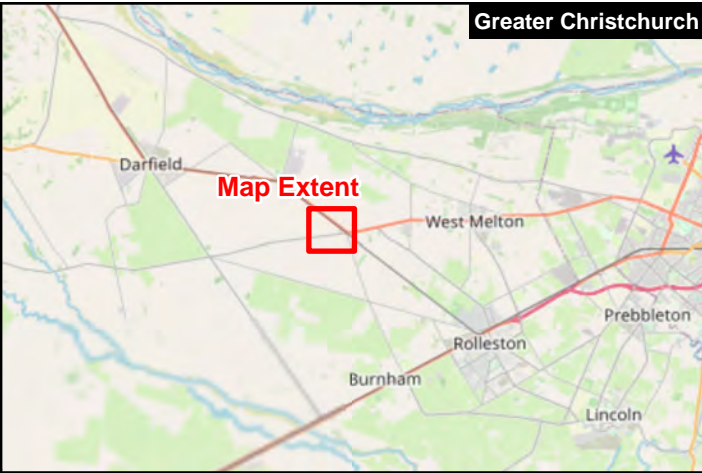 Greater Christchurch
Darfield
Map Extent
West Melton
Prebbleton
Rolleston
Burnham
Lincoln